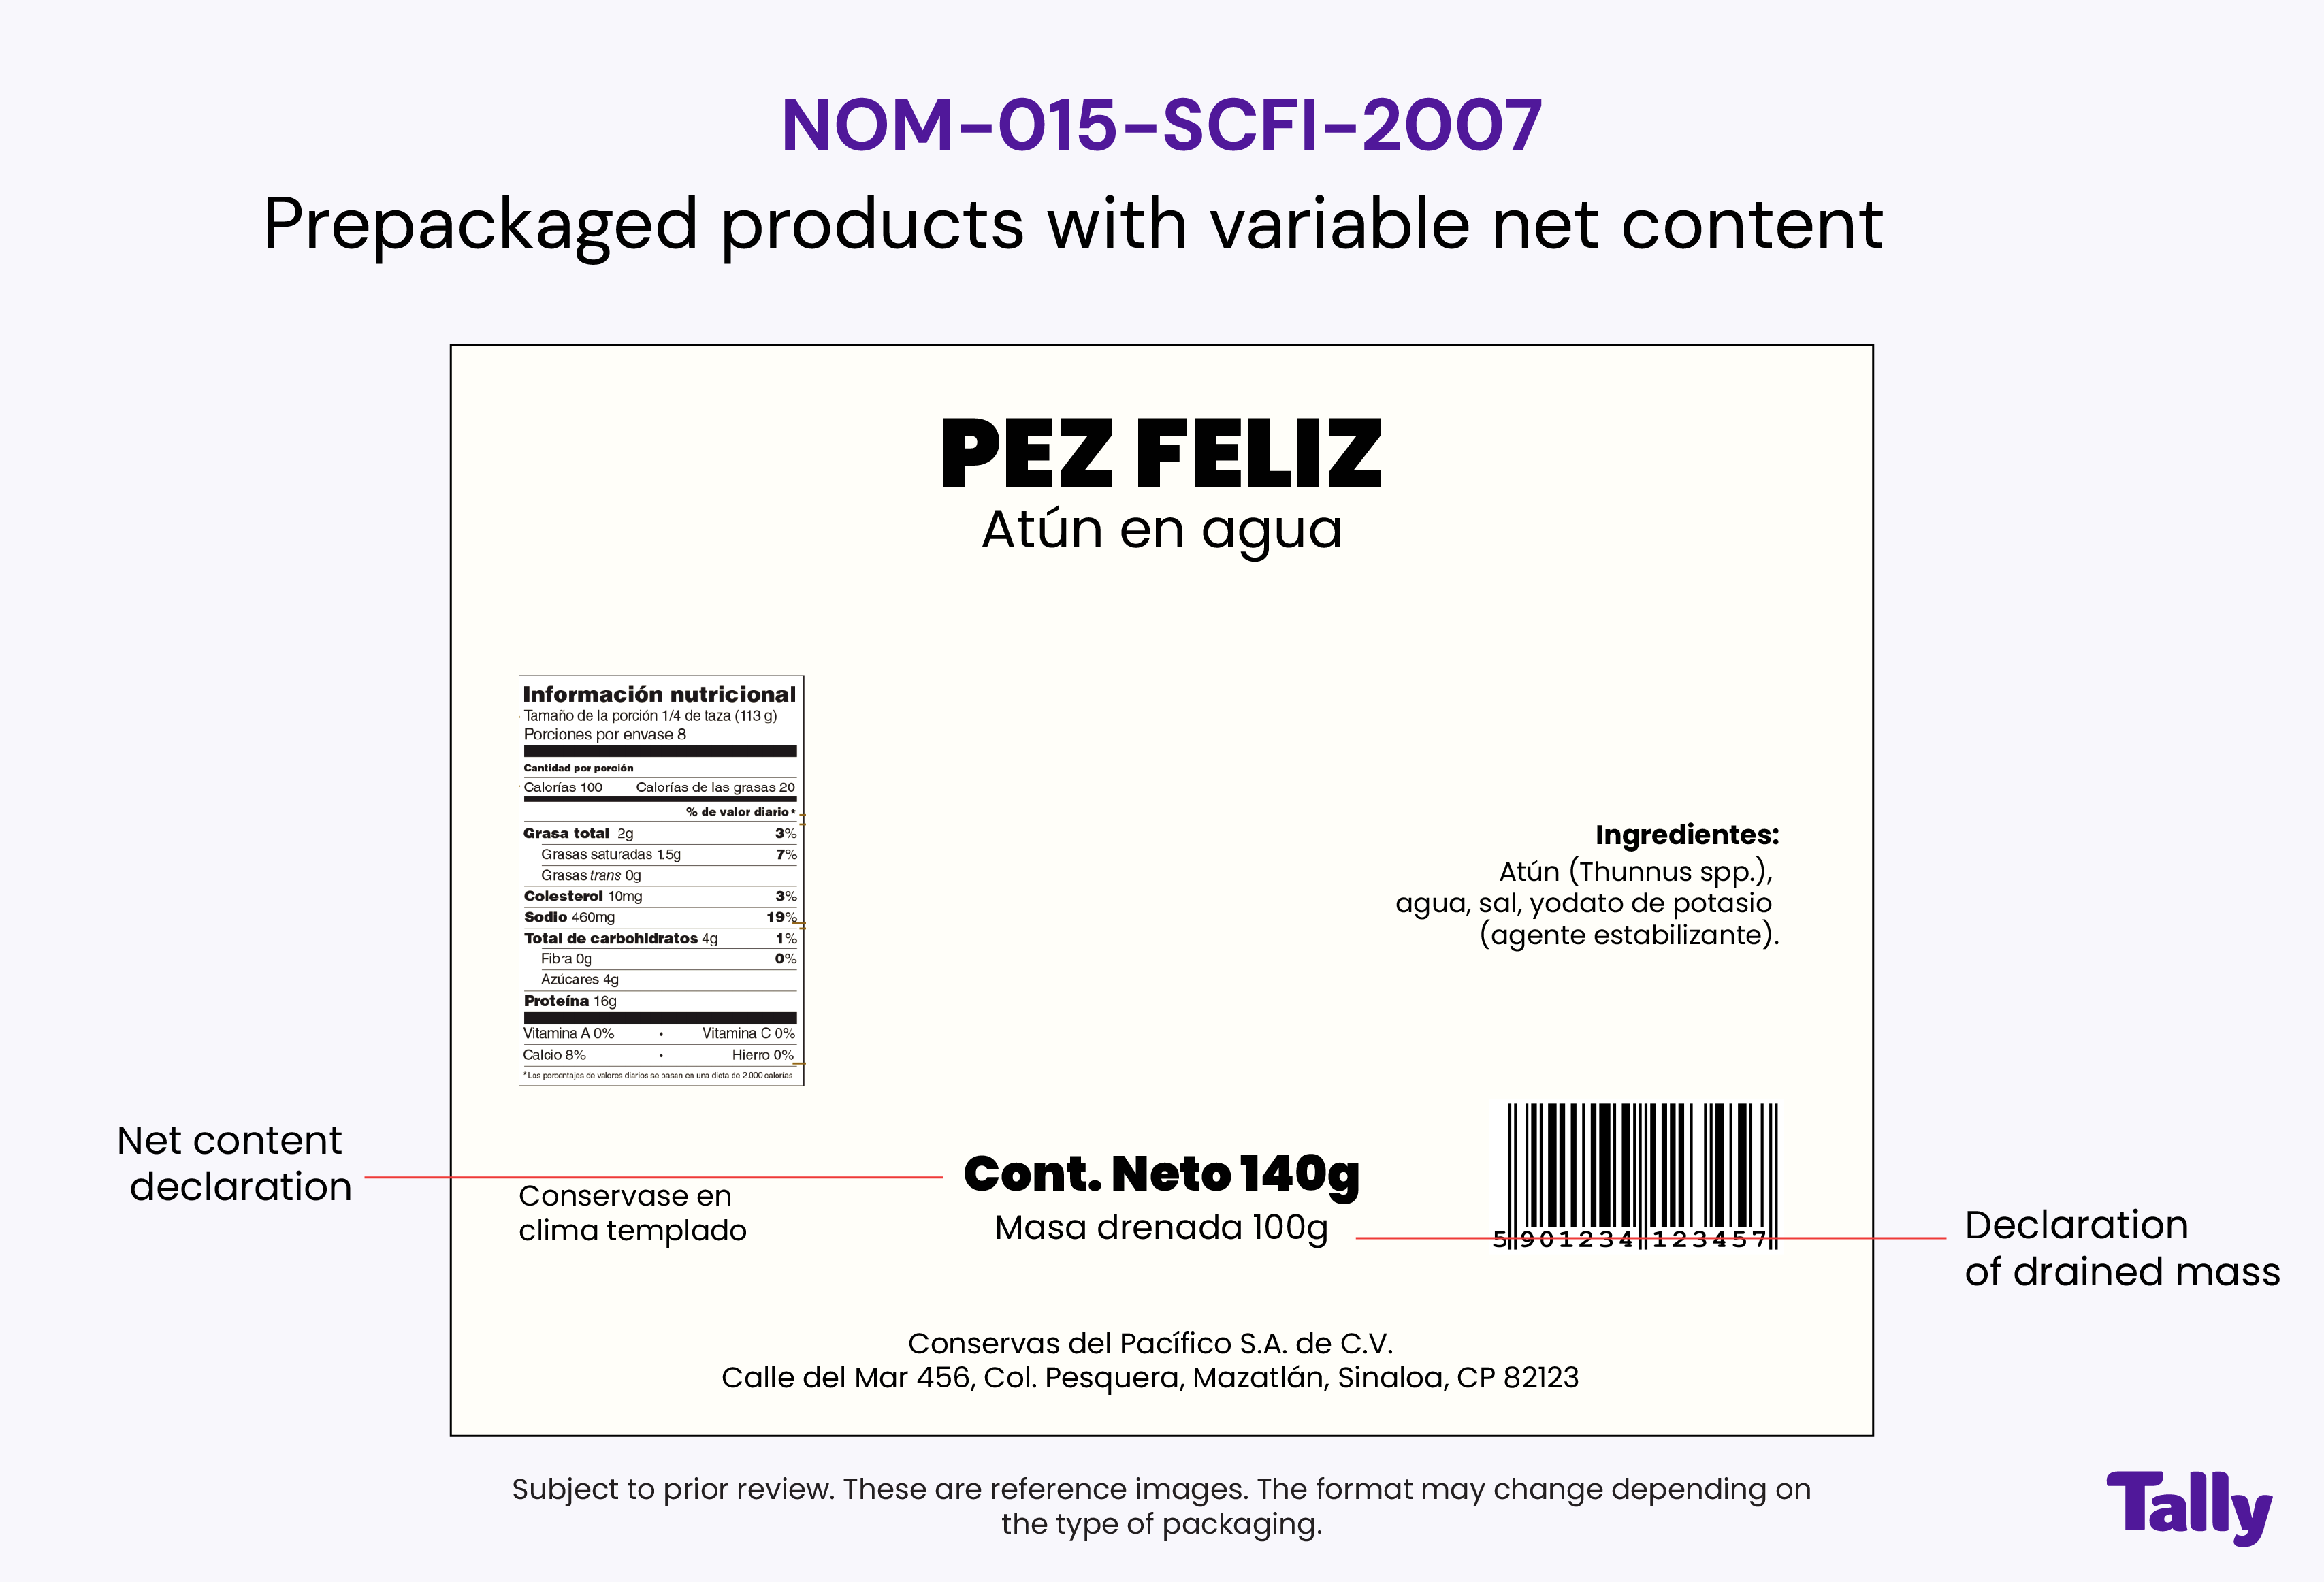 NOM-015-SCFI-2007
Prepackaged products with variable net content
PEZ FELIZ
Atún en agua
Información nutricional
Tamaño de la porción 1/4 de taza (113 g)
Porciones por envase 8
Cantidad por porción
Calorías 100 Calorías de las grasas 20
% de valor diario*
Grasa total 2g 3%
Grasas saturadas 1.5g 7%
Grasas trans 0g
Colesterol 10mg 3%
Sodio 460mg 19%
Total de carbohidratos 4g 1%
Fibra 0g 0%
Azúcares 4g
Proteína 16g
Vitamina A 0% • Vitamina C 0%
Calcio 8% • Hierro 0%
*Los porcentajes de valores diarios se basan en una dieta de 2.000 calorías
Ingredientes:
Atún (Thunnus spp.),
agua, sal, yodato de potasio
(agente estabilizante).
Net content
declaration
Conservase en
clima templado
Cont. Neto 140g
Masa drenada 100g
5 901234 123457
Declaration
of drained mass
Conservas del Pacífico S.A. de C.V.
Calle del Mar 456, Col. Pesquera, Mazatlán, Sinaloa, CP 82123
Subject to prior review. These are reference images. The format may change depending on
the type of packaging.
Tally